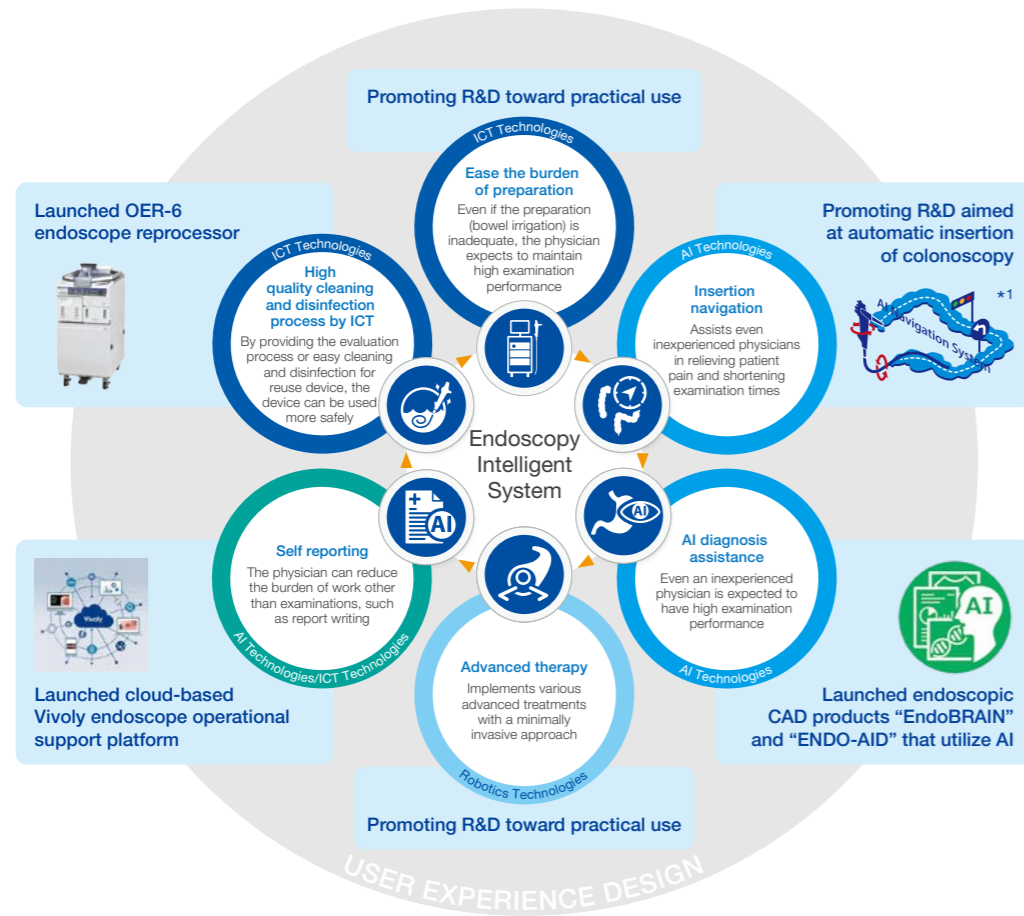 Promoting R&D toward practical use
ICT Technologies
Ease the burden
of preparation
Even if the preparation
(bowel irrigation) is
inadequate, the physician
expects to maintain
high examination
performance
Launched OER-6
endoscope reprocessor
ICT Technologies
High
quality cleaning
and disinfection
process by ICT
By providing the evaluation
process or easy cleaning
and disinfection for
reuse device, the
device can be used
more safely
Promoting R&D aimed
at automatic insertion
of colonoscopy
*1
AI Navigation System
AI Technologies
Insertion
navigation
Assists even
inexperienced physicians
in relieving patient
pain and shortening
examination times
Endoscopy
Intelligent
System
AI
AI
Self reporting
The physician can reduce
the burden of work other
than examinations, such
as report writing
AI Technologies/ICT Technologies
Vivoly
Launched cloud-based
Vivoly endoscope operational
support platform
AI diagnosis
assistance
Even an inexperienced
physician is expected to
have high examination
performance
AI Technologies
AI
Launched endoscopic
CAD products “EndoBRAIN”
and “ENDO-AID” that utilize AI
Advanced therapy
Implements various
advanced treatments
with a minimally
invasive approach
Robotics Technologies
Promoting R&D toward practical use
USER EXPERIENCE DESIGN